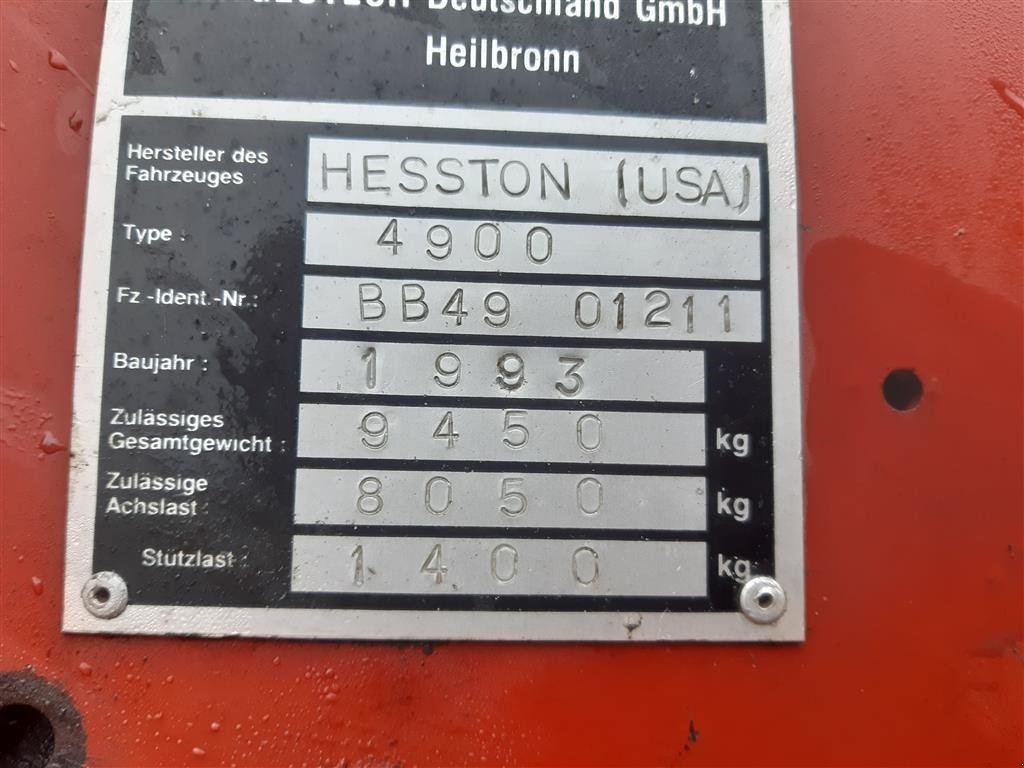 Deutschland GmbH
Heilbronn
Hersteller des
Fahrzeuges : HESSTON (USA)
Type : 4900
Fz.-Ident.-Nr.: BB49 01211
Baujahr : 1993
Zulässiges
Gesamtgewicht : 9450 kg
Zulässige
Achslast : 8050 kg
Stützlast : 1400 kg